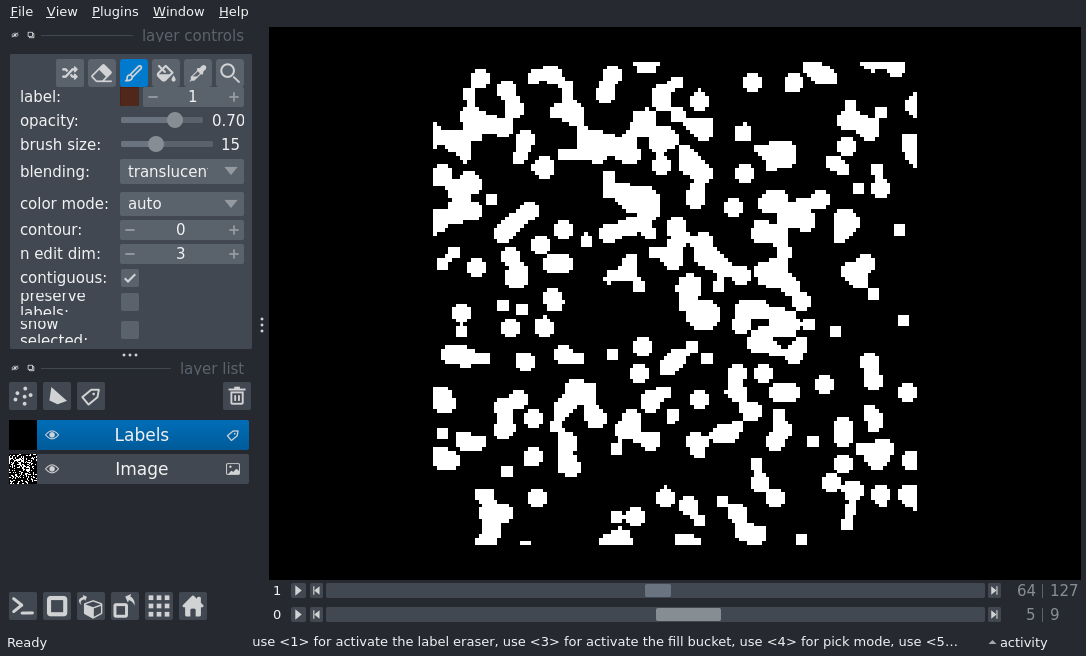 File View Plugins Window Help
layer controls
label: 1
opacity: 0.70
brush size: 15
blending: translucen
color mode: auto
contour: 0
n edit dim: 3
contiguous:
preserve
labels:
show
selected:
layer list
Labels
Image
1 64 127
0 5 9
Ready use <1> for activate the label eraser, use <3> for activate the fill bucket, use <4> for pick mode, use <5... activity